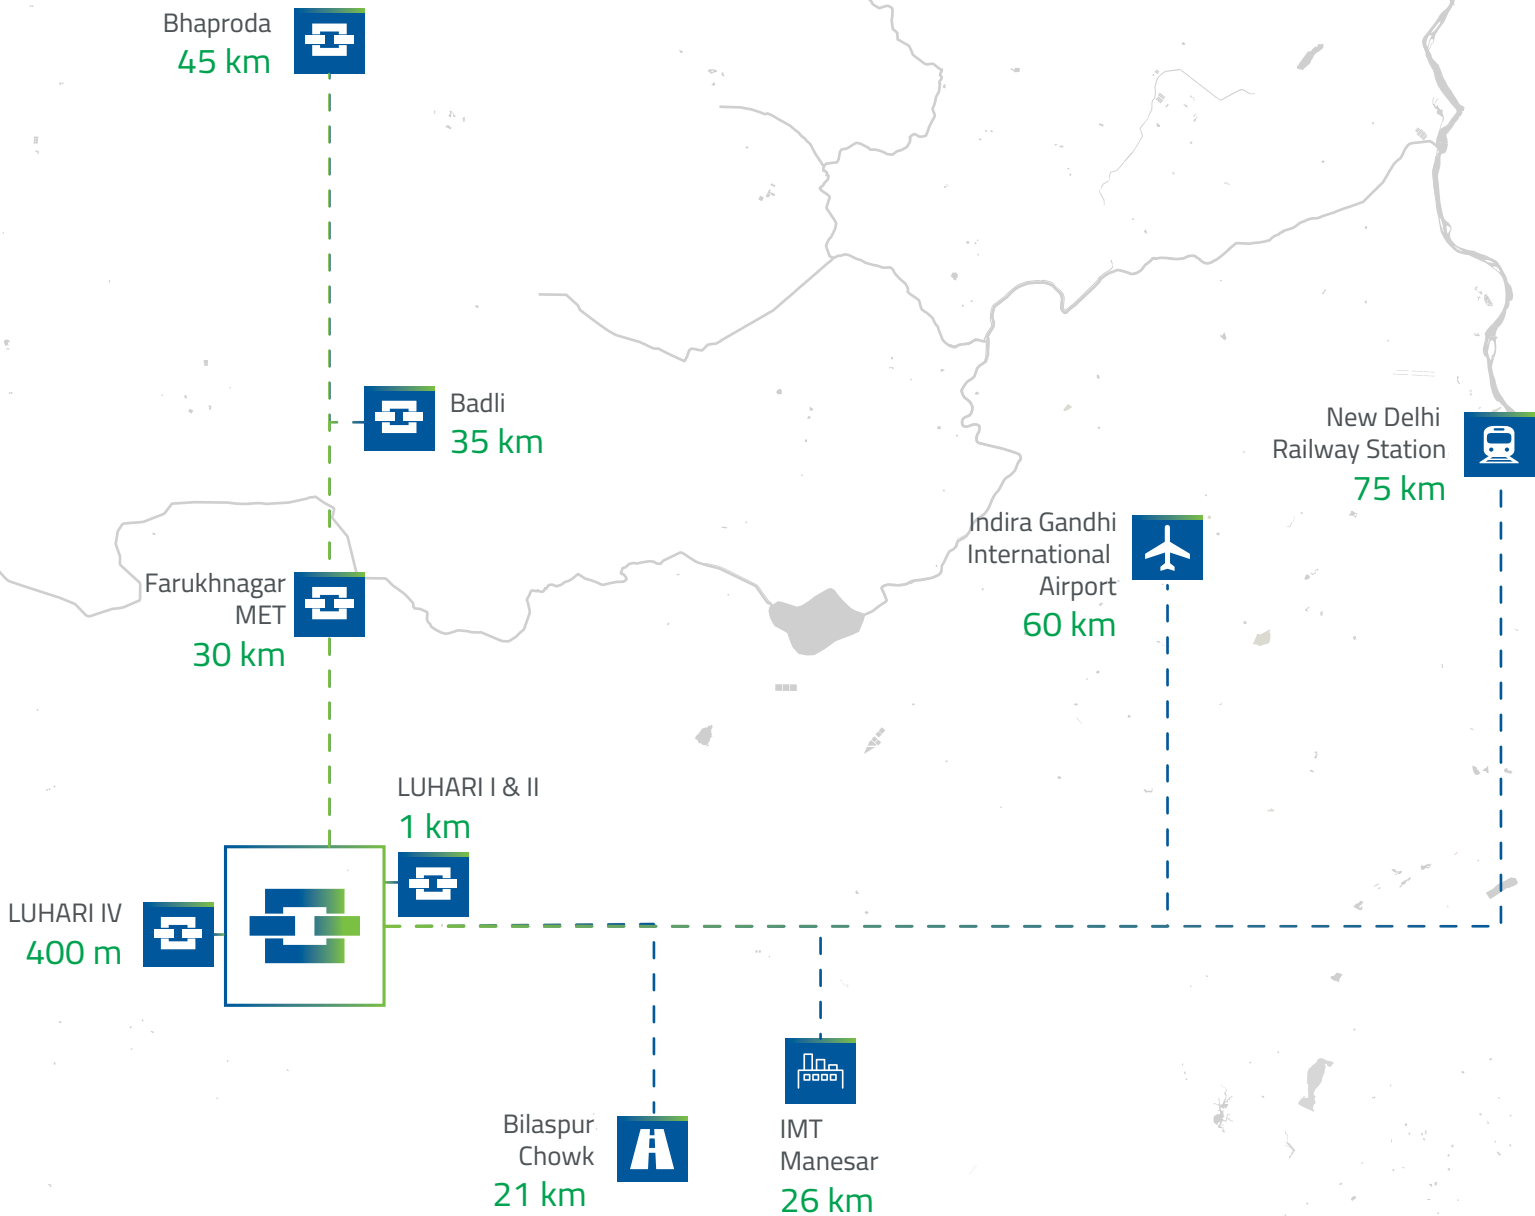 Bhaproda
45 km
Badli
35 km
New Delhi
Railway Station
75 km
Indira Gandhi
International
Airport
60 km
Farukhnagar
MET
30 km
LUHARI I & II
1 km
LUHARI IV
400 m
Bilaspur
Chowk
21 km
IMT
Manesar
26 km